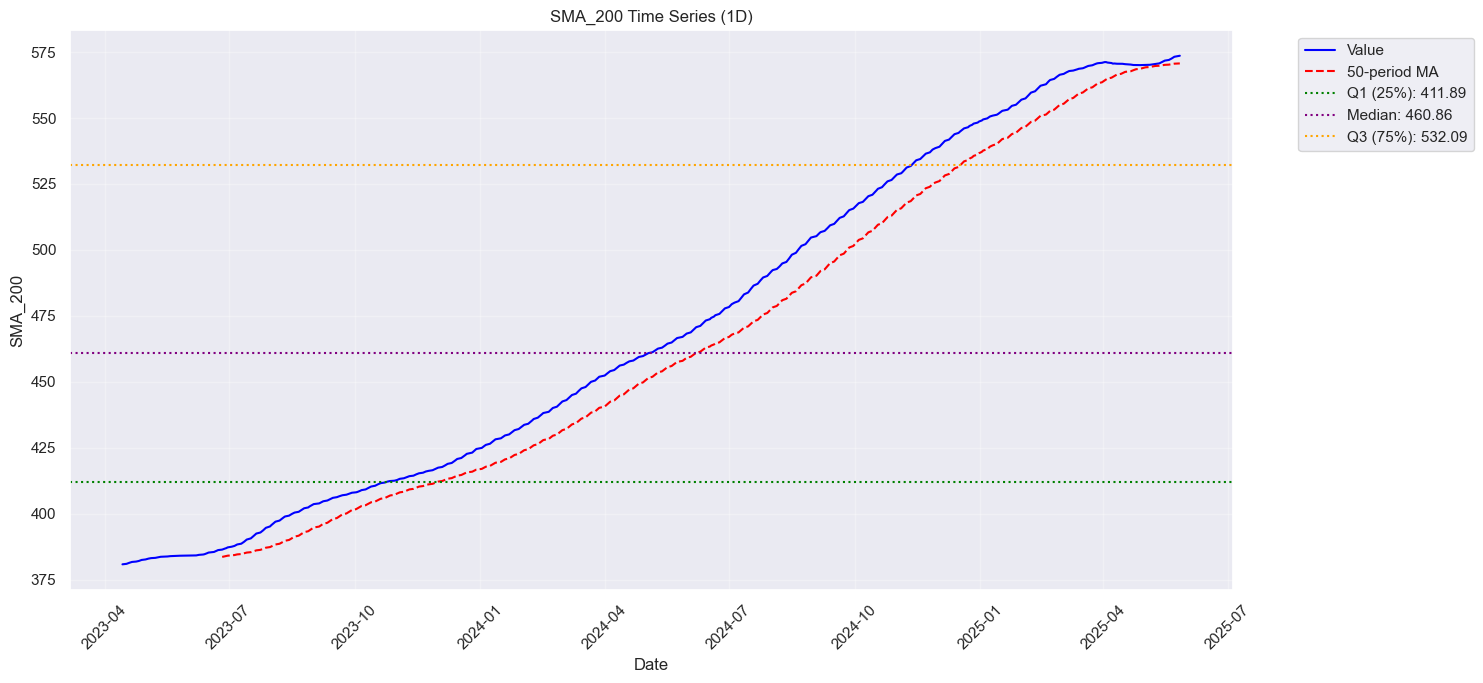 SMA_200 Time Series (1D)
Value
50-period MA
Q1 (25%): 411.89
Median: 460.86
Q3 (75%): 532.09
SMA_200
575
550
525
500
475
450
425
400
375
2023-04
2023-07
2023-10
2024-01
2024-04
2024-07
2024-10
2025-01
2025-04
2025-07
Date